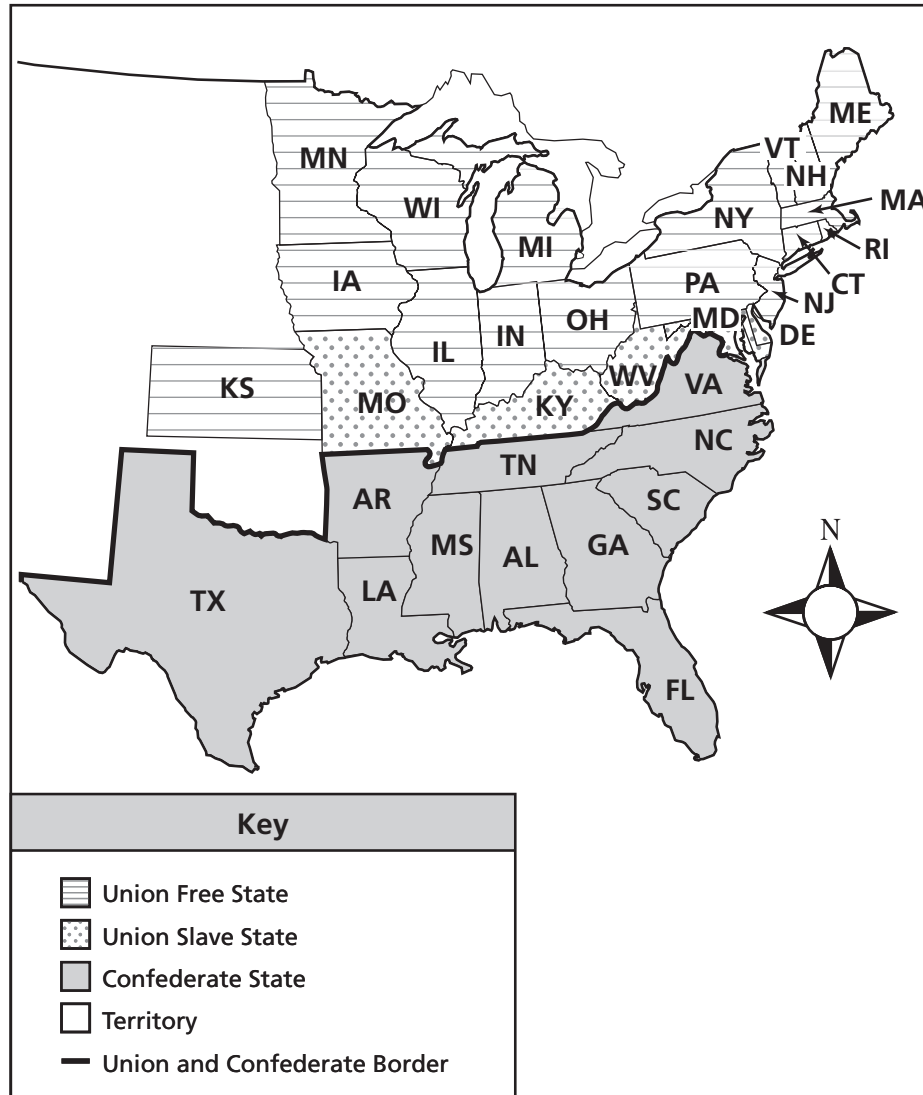 ME
VT
MN
NH
MA
WI
NY
MI
RI
IA
PA
CT
NJ
OH
MD
IN
DE
IL
WV
KS
VA
MO
KY
NC
TN
AR
SC
N
MS
GA
AL
LA
TX
FL
Key
Union Free State
Union Slave State
Confederate State
Territory
Union and Confederate Border